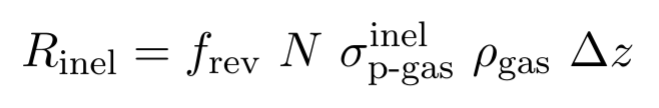 R_inel = f_rev N σ^inel_p-gas ρ_gas Δz